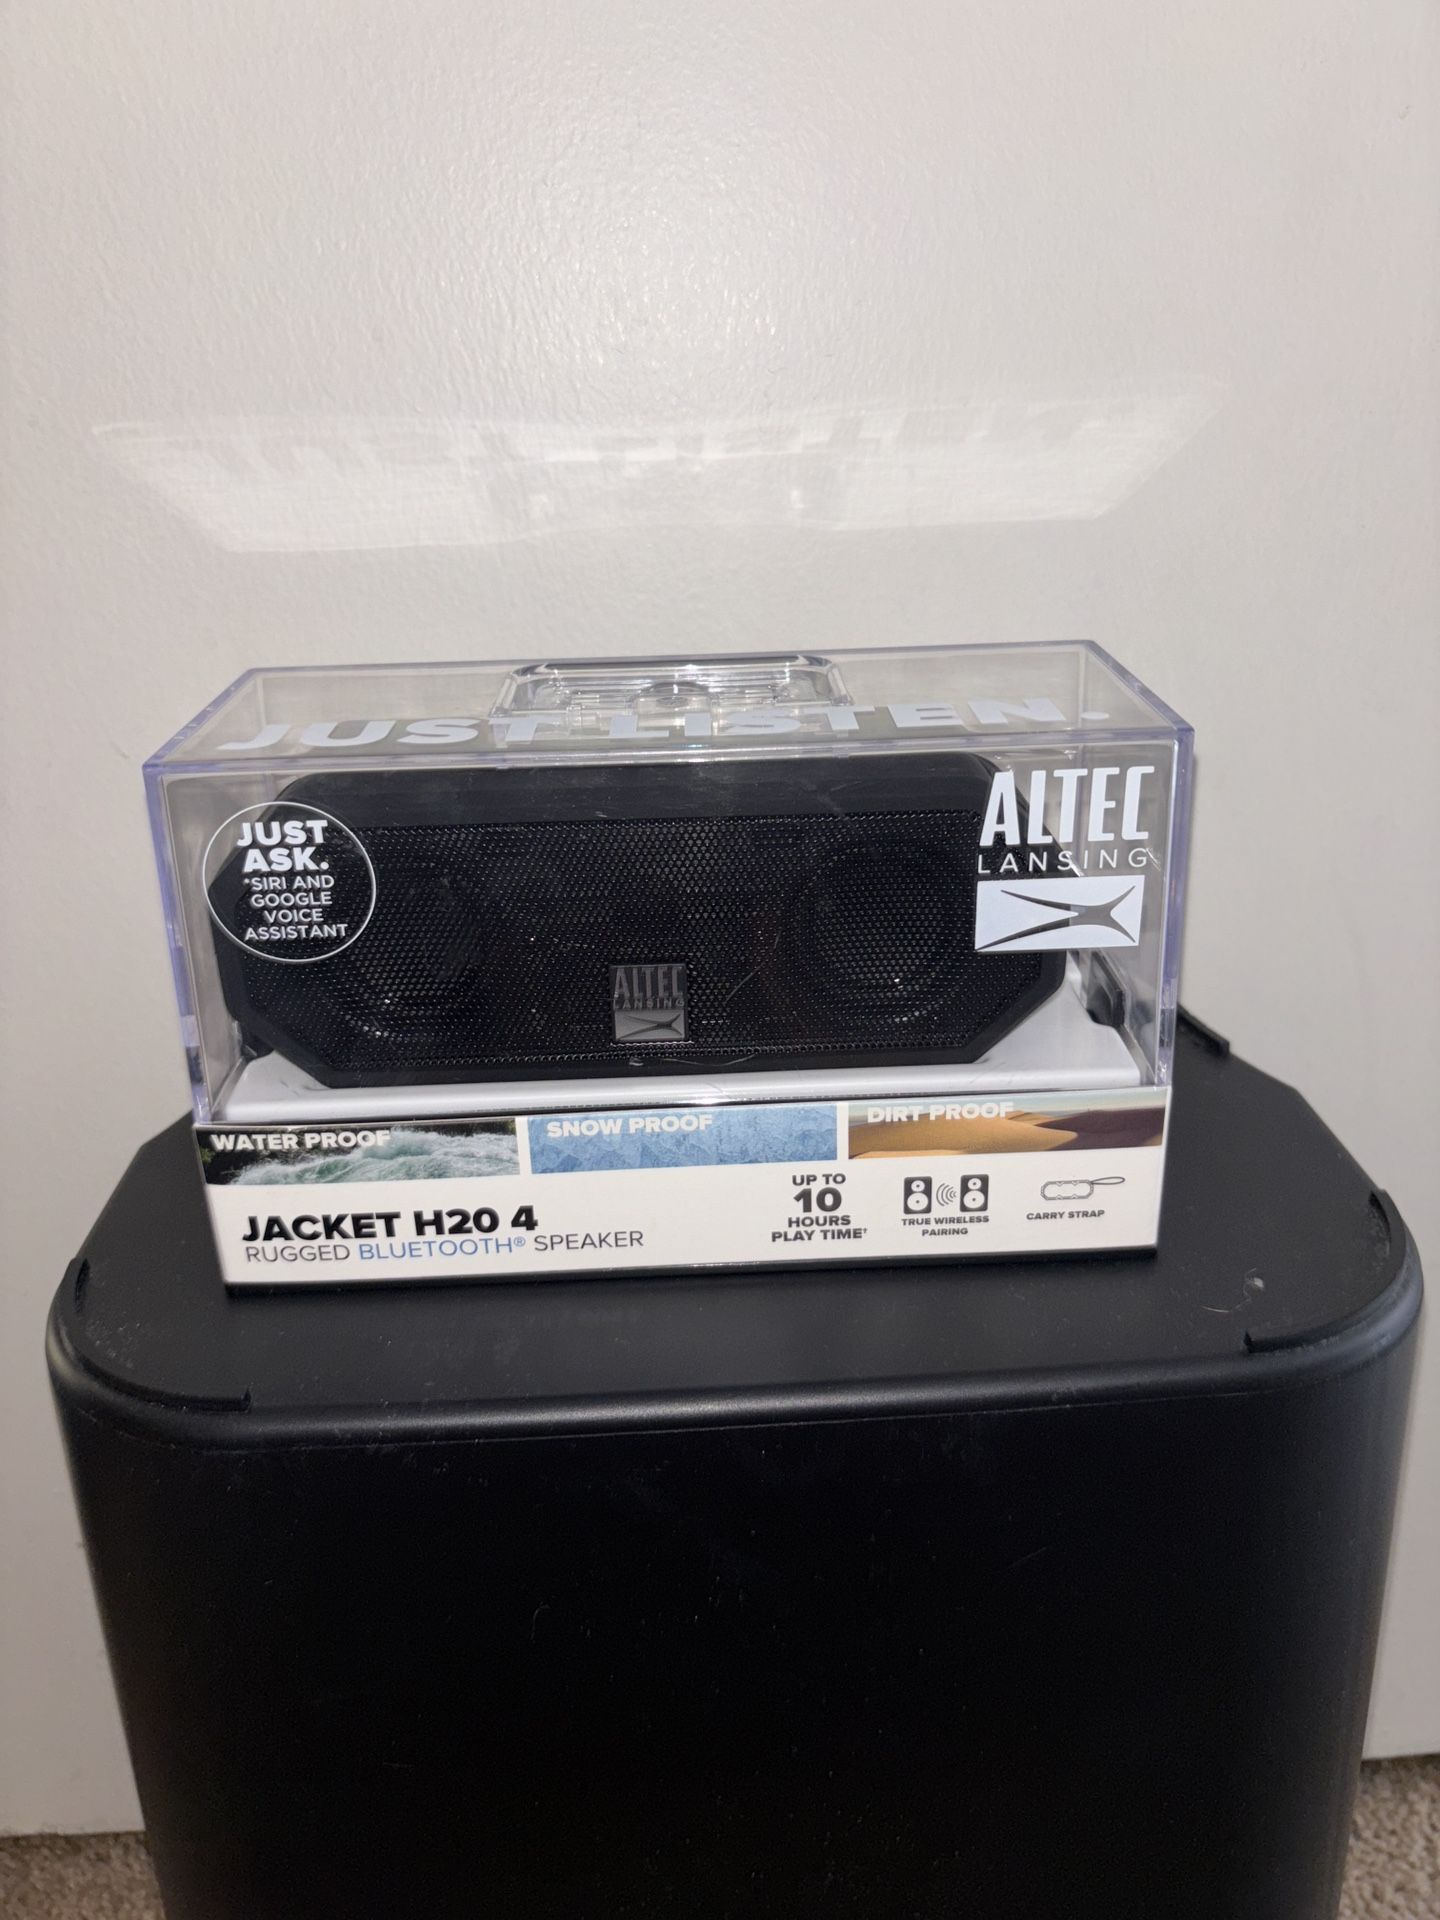 JUST LISTEN.
JUST
ASK.
*SIRI AND
GOOGLE
VOICE
ASSISTANT
ALTEC
LANSING
ALTEC
LANSING
WATER PROOF
SNOW PROOF
DIRT PROOF
JACKET H20 4
RUGGED BLUETOOTH® SPEAKER
UP TO
10
HOURS
PLAY TIME†
TRUE WIRELESS
PAIRING
CARRY STRAP